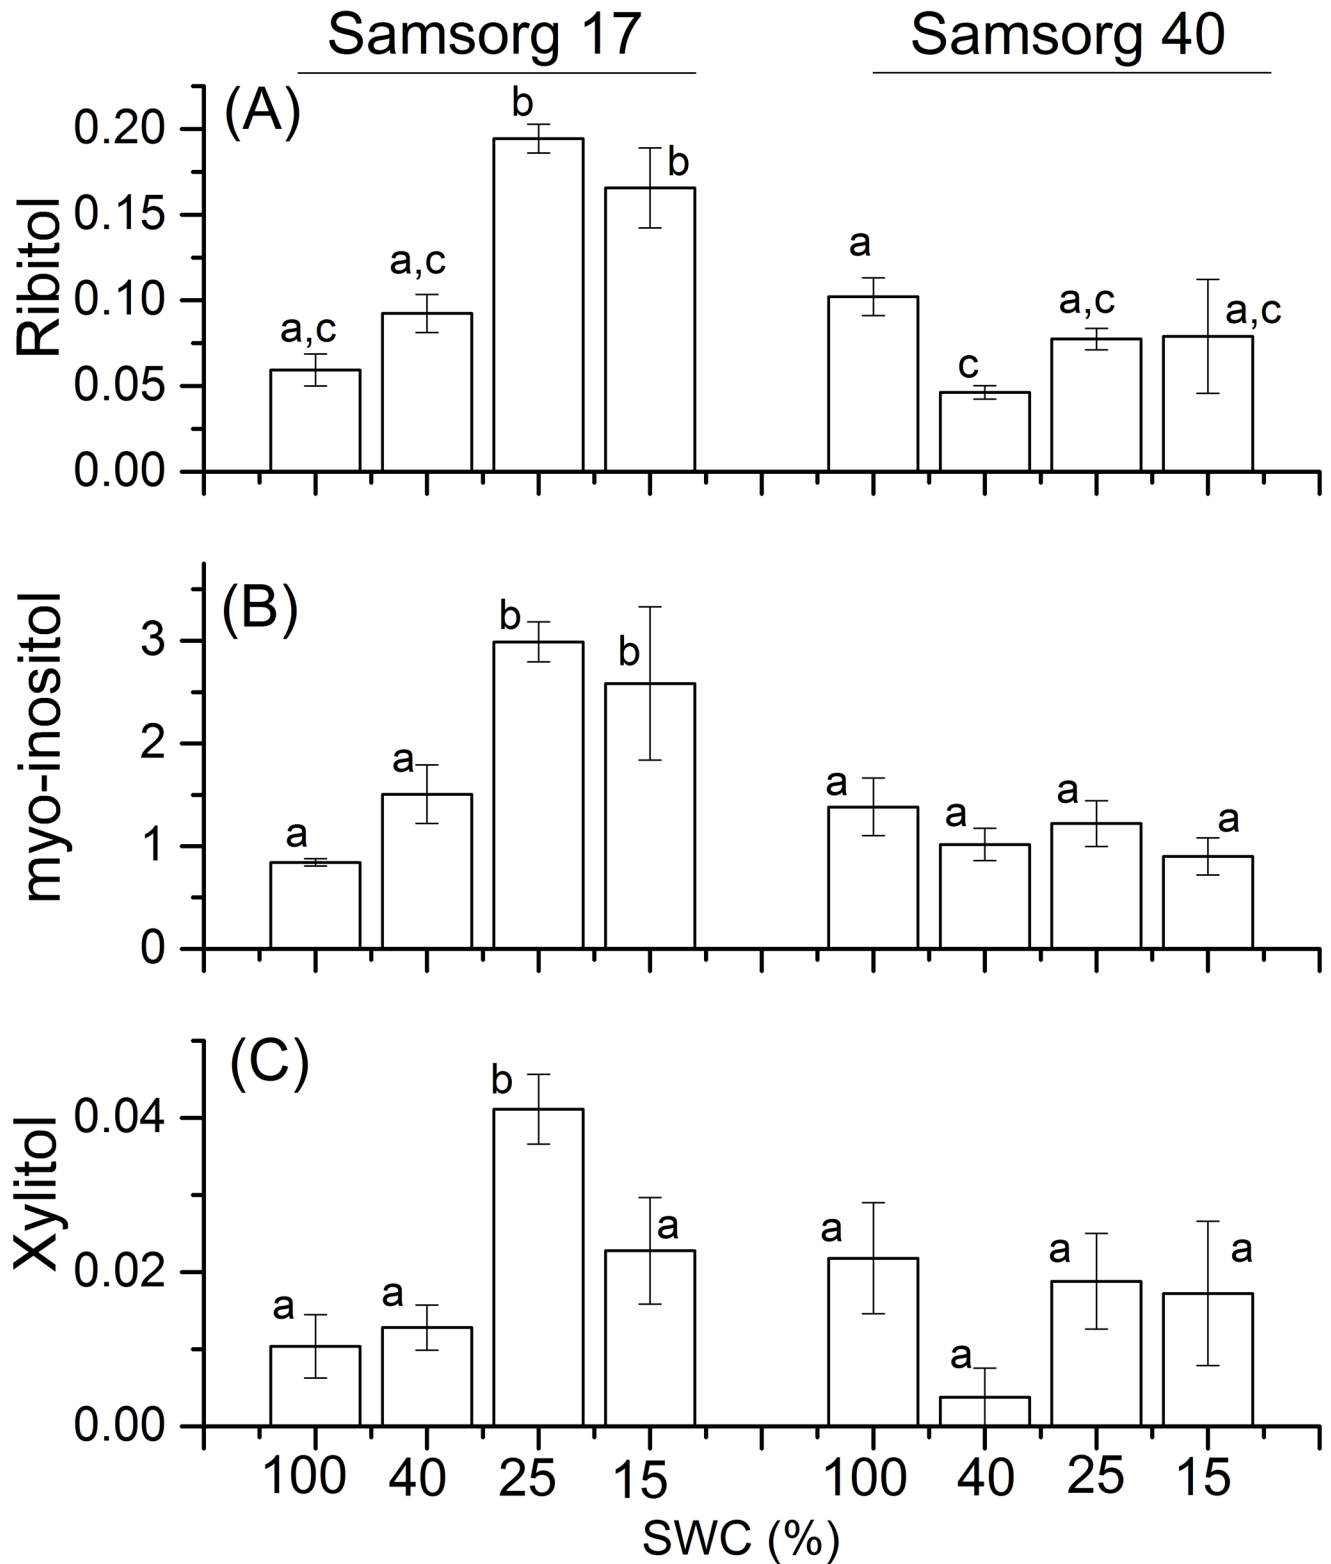 Samsorg 17 Samsorg 40
(A)
Ribitol
0.20
0.15
0.10
0.05
0.00
a,c a,c b b a c a,c a,c
(B)
myo-inositol
3
2
1
0
a a b b a a a a
(C)
Xylitol
0.04
0.02
0.00
a a b a a a a a
100 40 25 15 100 40 25 15
SWC (%)